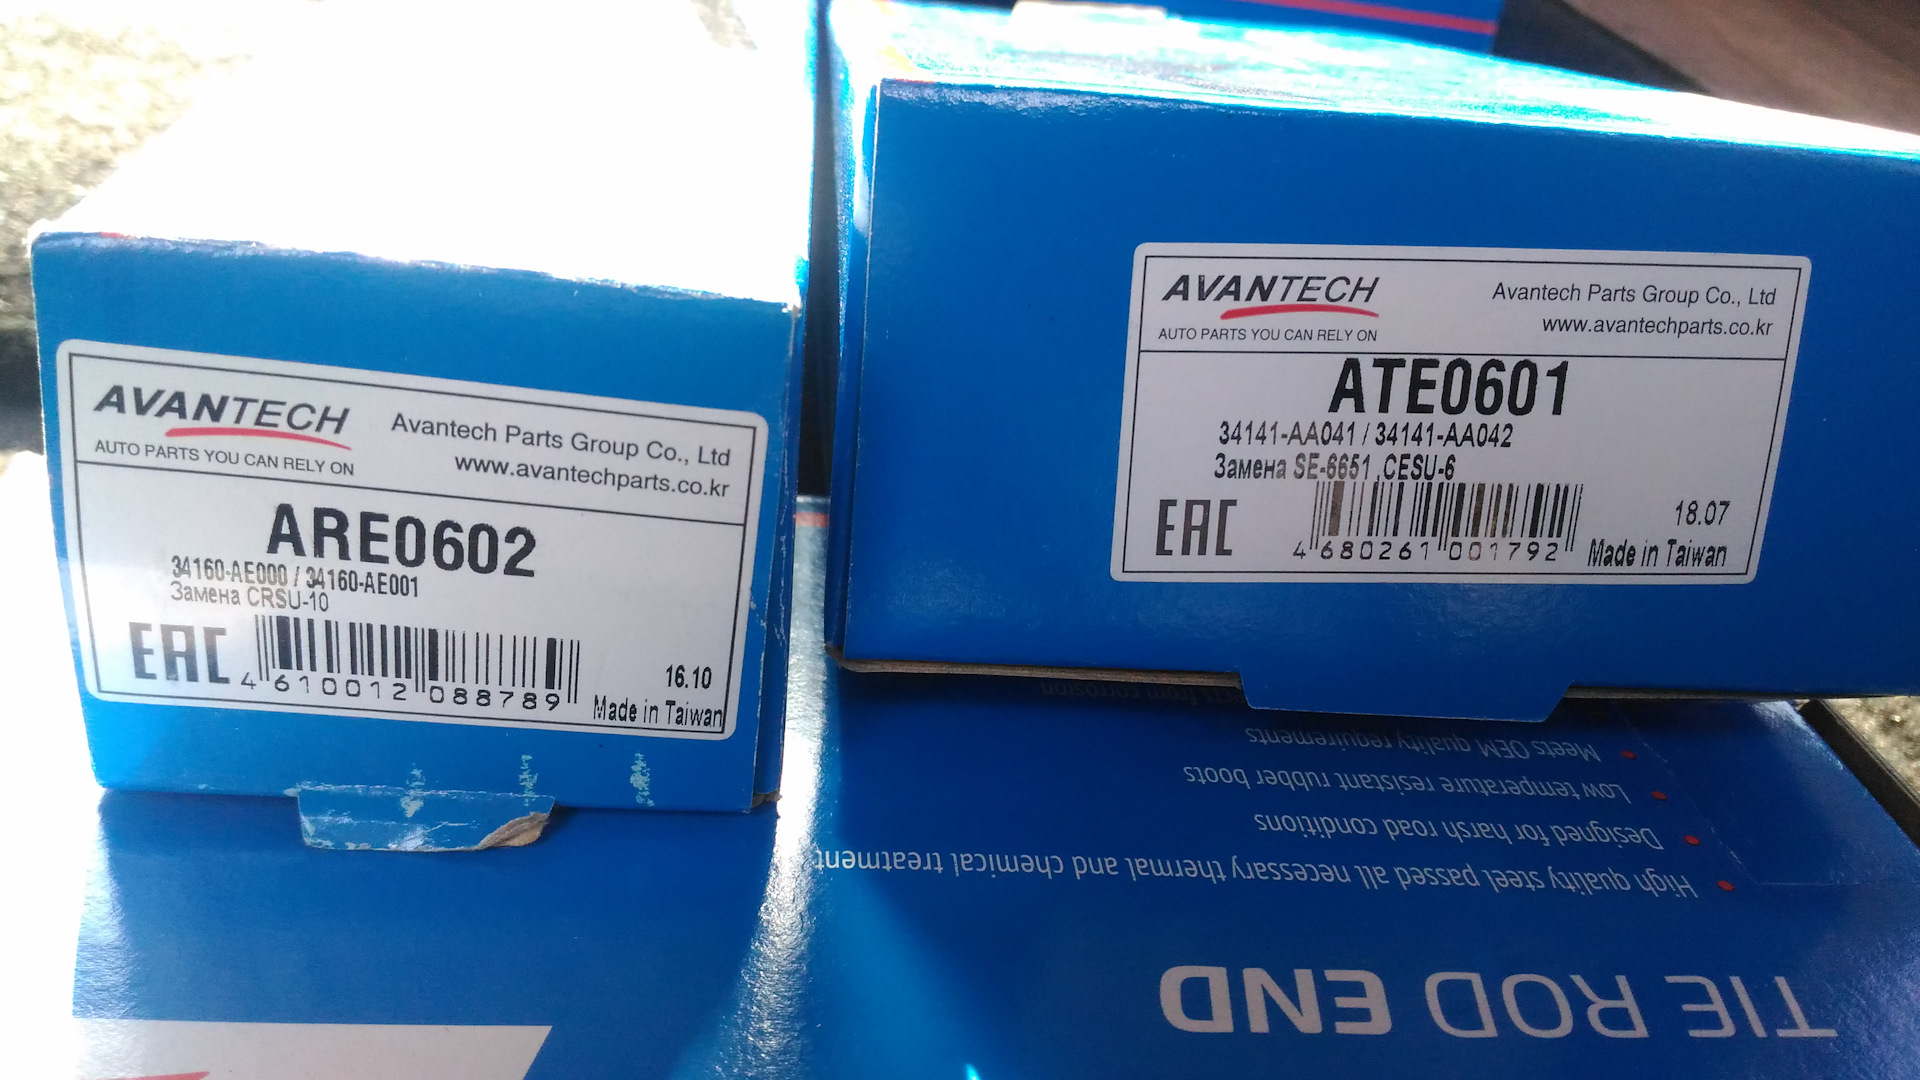 AVANTECH
AUTO PARTS YOU CAN RELY ON
Avantech Parts Group Co., Ltd
www.avantechparts.co.kr
ARE0602
34160-AE000 / 34160-AE001
Замена CRSU-10
EAC
4 610012 088789
16.10
Made in Taiwan
AVANTECH
AUTO PARTS YOU CAN RELY ON
Avantech Parts Group Co., Ltd
www.avantechparts.co.kr
ATE0601
34141-AA041 / 34141-AA042
Замена SE-6651 ,CESU-6
EAC
4 680261 001792
18.07
Made in Taiwan
TIE ROD END
High quality steel passed all necessary thermal and chemical treatment
Designed for harsh road conditions
Low temperature resistant rubber boots
Meets OEM quality requirements
from corrosion